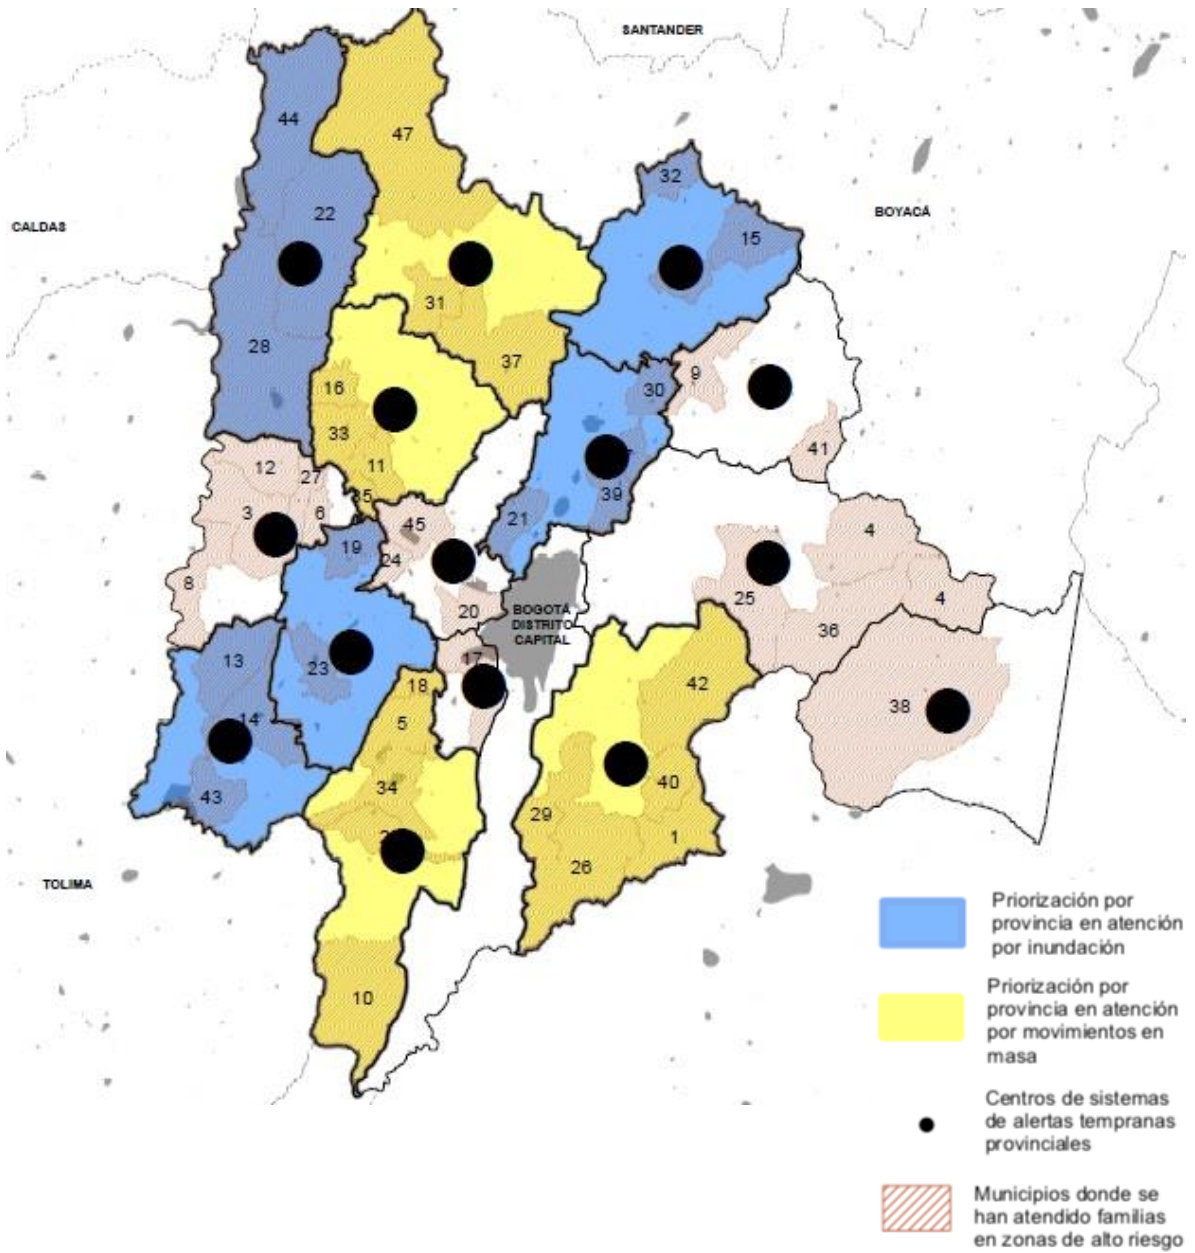 SANTANDER
44
47
32
BOYACÁ
22
15
CALDAS
31
28
37
9
30
16
33
41
11
12
27
35
39
3
6
45
21
19
4
24
8
25
4
20
BOGOTÁ
DISTRITO
CAPITAL
36
17
13
23
18
42
38
14
5
40
34
43
29
1
26
TOLIMA
10
Priorización por
provincia en atención
por inundación
Priorización por
provincia en atención
por movimientos en
masa
Centros de sistemas
de alertas tempranas
provinciales
Municipios donde se
han atendido familias
en zonas de alto riesgo